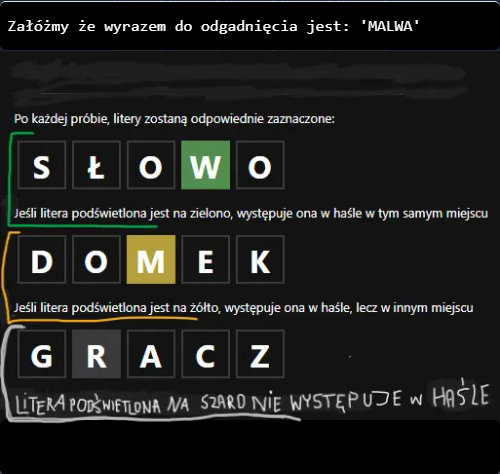 Załóżmy że wyrazem do odgadnięcia jest: 'MALWA'
Po każdej próbie, litery zostaną odpowiednie zaznaczone:
S Ł O W O
Jeśli litera podświetlona jest na zielono, występuje ona w haśle w tym samym miejscu
D O M E K
Jeśli litera podświetlona jest na żółto, występuje ona w haśle, lecz w innym miejscu
G R A C Z
LITERA PODŚWIETLONA NA SZARO NIE WYSTĘPUJE W HAŚLE